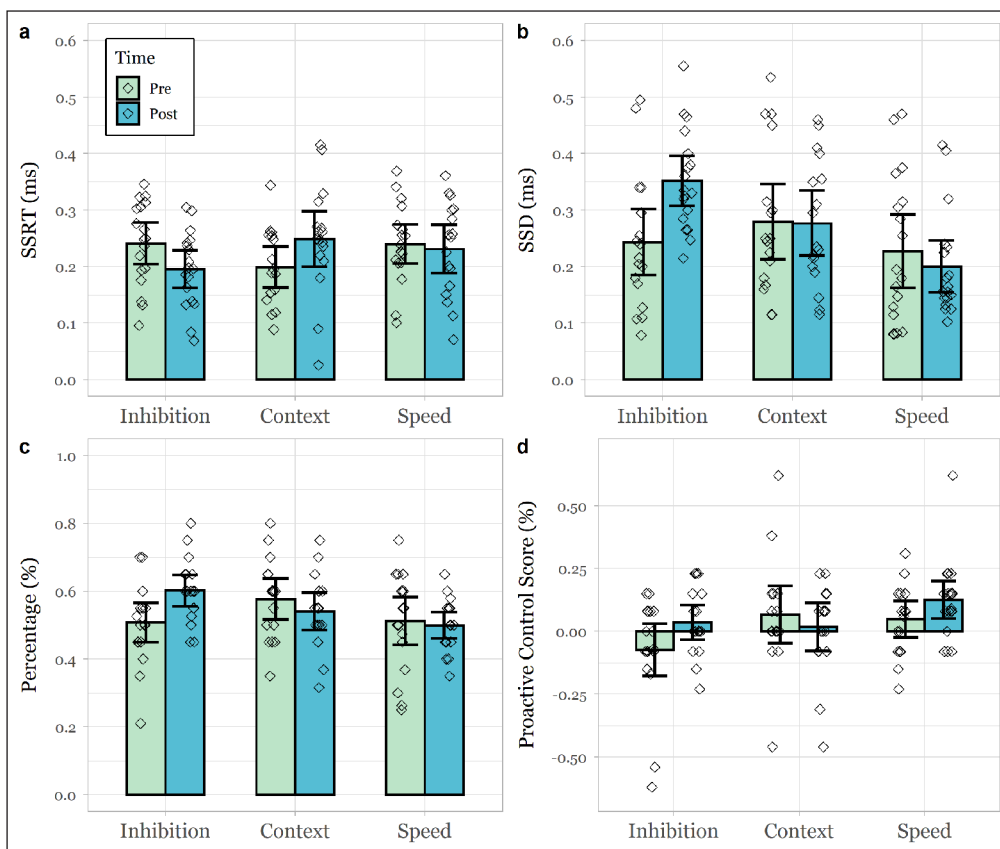 a
SSRT (ms)
0.6
0.5
0.4
0.3
0.2
0.1
0.0
Time
Pre
Post
Inhibition Context Speed
b
SSD (ms)
0.6
0.5
0.4
0.3
0.2
0.1
0.0
Inhibition Context Speed
c
Percentage (%)
1.0
0.8
0.6
0.4
0.2
0.0
Inhibition Context Speed
d
Proactive Control Score (%)
0.50
0.25
0.00
-0.25
-0.50
Inhibition Context Speed